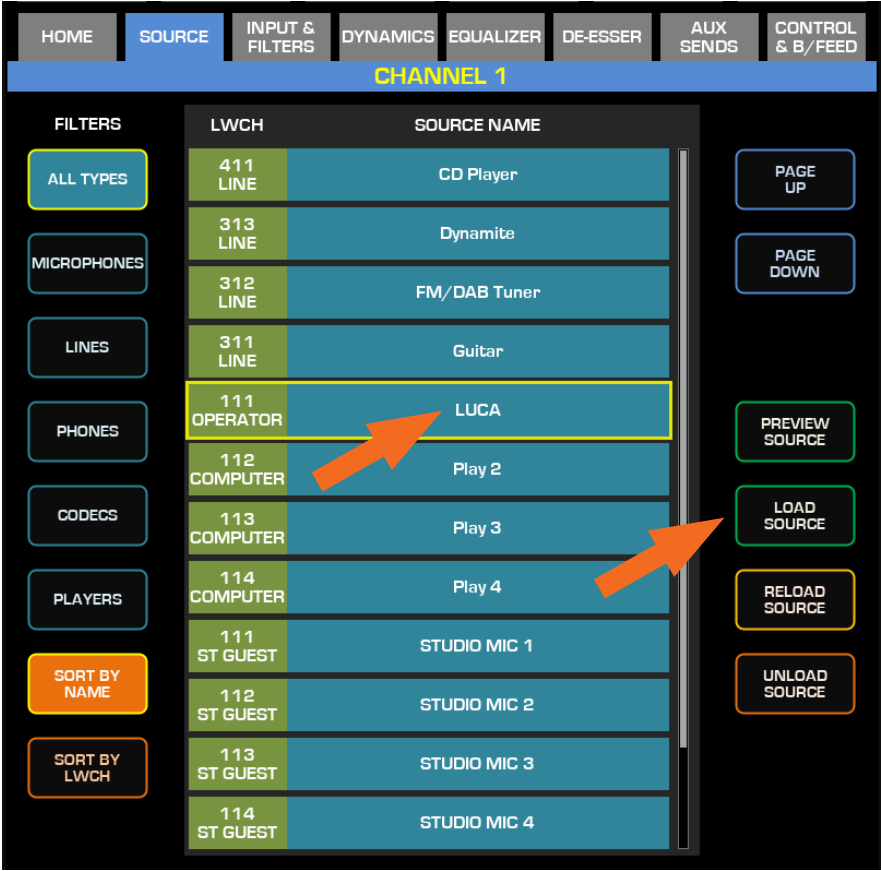 HOME
SOURCE
INPUT &
FILTERS
DYNAMICS
EQUALIZER
DE-ESSER
AUX
SENDS
CONTROL
& B/FEED
CHANNEL 1
FILTERS
ALL TYPES
MICROPHONES
LINES
PHONES
CODECS
PLAYERS
SORT BY
NAME
SORT BY
LWCH
LWCH SOURCE NAME
411
LINE
CD Player
313
LINE
Dynamite
312
LINE
FM/DAB Tuner
311
LINE
Guitar
111
OPERATOR
LUCA
112
COMPUTER
Play 2
113
COMPUTER
Play 3
114
COMPUTER
Play 4
111
ST GUEST
STUDIO MIC 1
112
ST GUEST
STUDIO MIC 2
113
ST GUEST
STUDIO MIC 3
114
ST GUEST
STUDIO MIC 4
PAGE
UP
PAGE
DOWN
PREVIEW
SOURCE
LOAD
SOURCE
RELOAD
SOURCE
UNLOAD
SOURCE